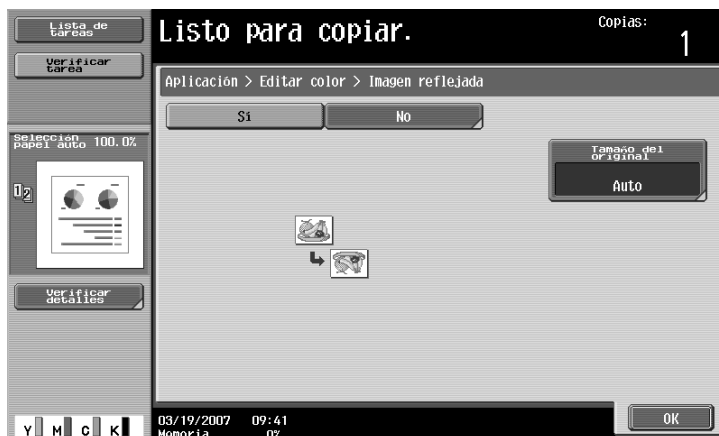 Lista de
tareas
Verificar
tarea
Listo para copiar.
Copias:
1
Aplicación > Editar color > Imagen reflejada
Sí
No
Selección
papel auto 100.0%
Tamaño del
original
Auto
12
Verificar
detalles
OK
Y M C K
03/19/2007 09:41
Memoria 0%